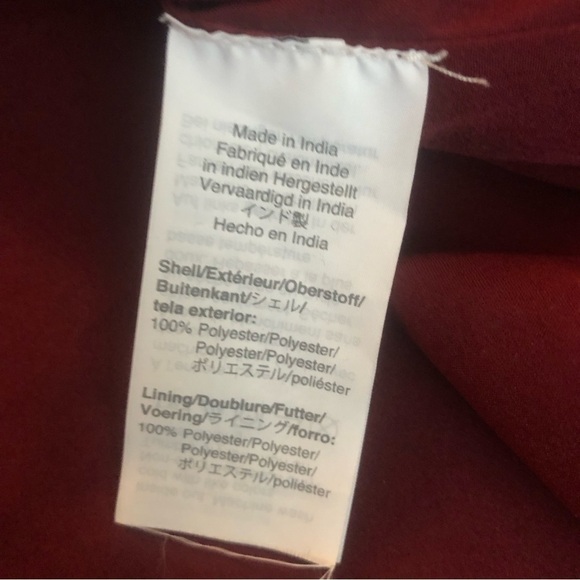 Made in India
Fabriqué en Inde
in indien Hergestellt
Vervaardigd in India
インド製
Hecho en India
Shell/Extérieur/Oberstoff/
Buitenkant/シェル/
tela exterior:
100% Polyester/Polyester/
Polyester/Polyester/
ポリエステル/poliéster
Lining/Doublure/Futter/
Voering/ライニング/forro:
100% Polyester/Polyester/
Polyester/Polyester/
ポリエステル/poliéster